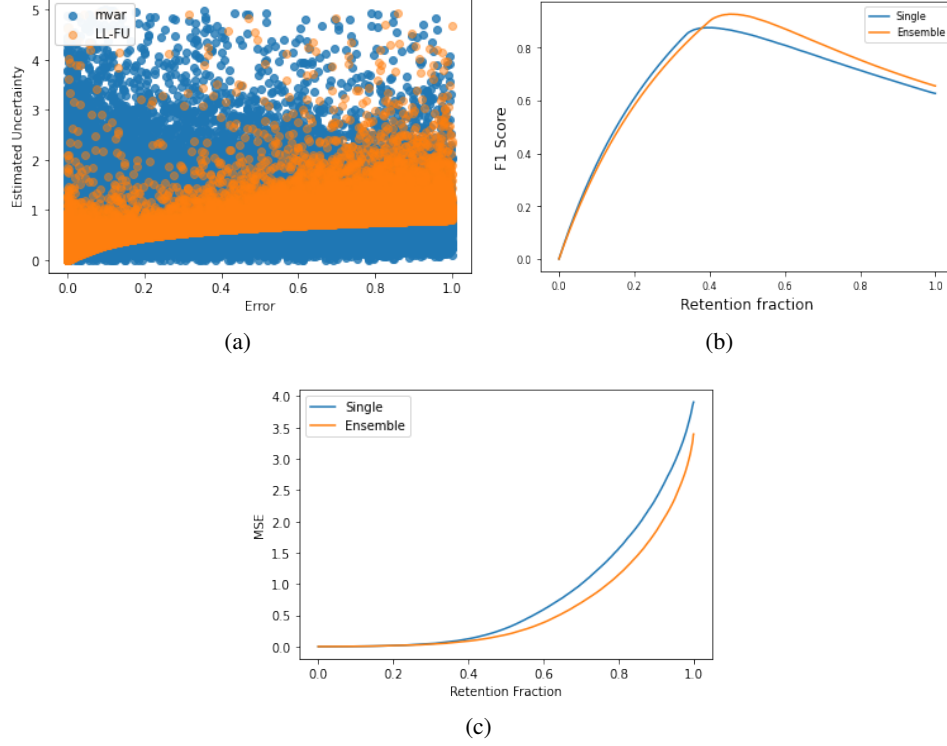 5
4
3
2
1
0
Estimated Uncertainty
mvar
LL-FU
0.0 0.2 0.4 0.6 0.8 1.0
Error
(a)
0.8
0.6
0.4
0.2
0.0
F1 Score
Single
Ensemble
0.0 0.2 0.4 0.6 0.8 1.0
Retention fraction
(b)
4.0
3.5
3.0
2.5
2.0
1.5
1.0
0.5
0.0
MSE
Single
Ensemble
0.0 0.2 0.4 0.6 0.8 1.0
Retention Fraction
(c)